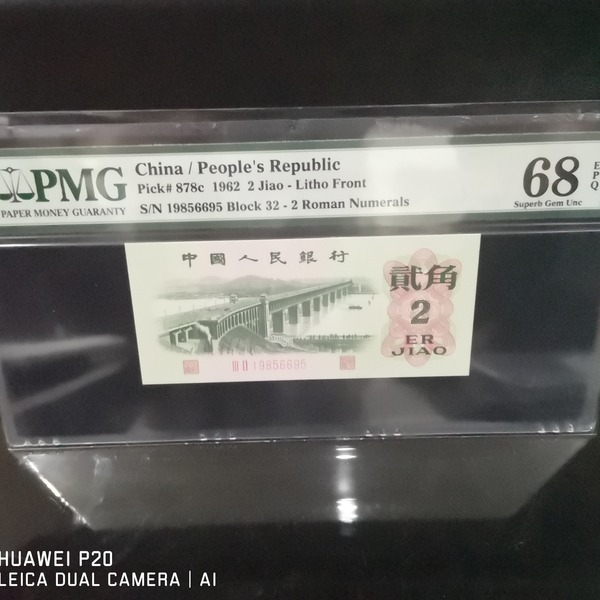 PMG
PAPER MONEY GUARANTY
China / People's Republic
Pick# 878c 1962 2 Jiao - Litho Front
S/N 19856695 Block 32 - 2 Roman Numerals
68 E
P
Q
Superb Gem Unc
中國人民銀行
貳角
2
ER
JIAO
III II 19856695
HUAWEI P20
LEICA DUAL CAMERA | AI